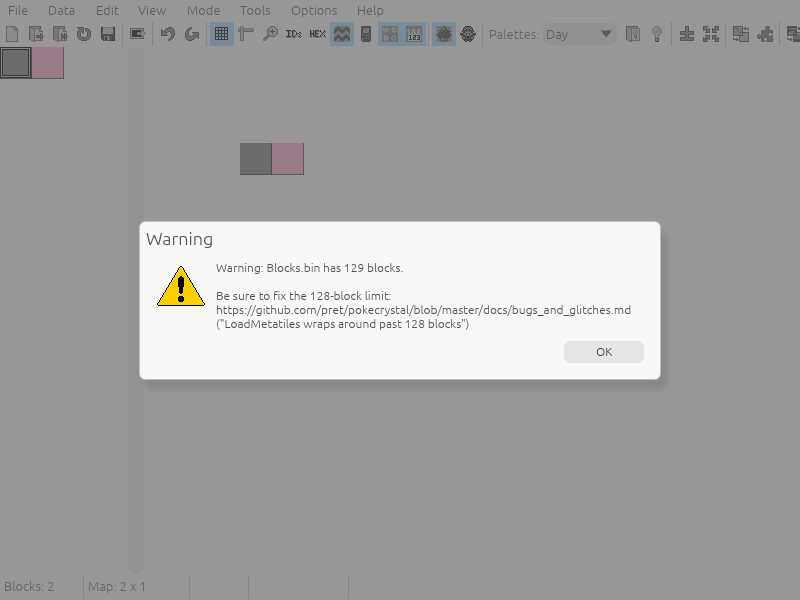 File Data Edit View Mode Tools Options Help
IDs HEX 123 Palettes: Day
Warning
Warning: Blocks.bin has 129 blocks.
Be sure to fix the 128-block limit:
https://github.com/pret/pokecrystal/blob/master/docs/bugs_and_glitches.md
("LoadMetatiles wraps around past 128 blocks")
OK
Blocks: 2 Map: 2 x 1